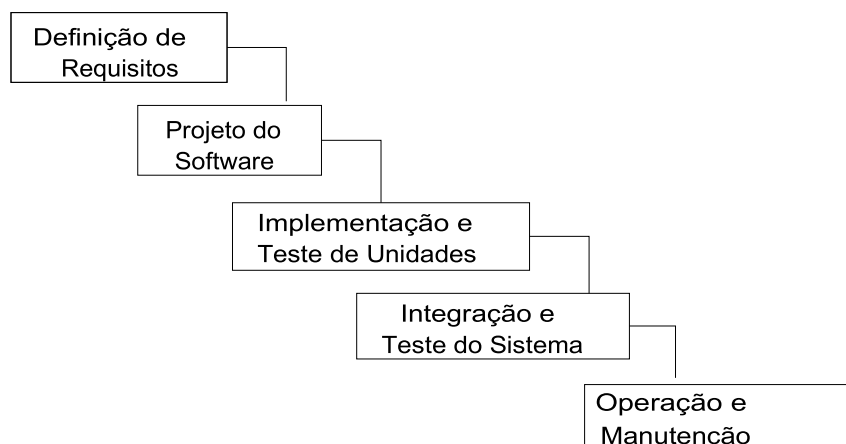 Definição de
Requisitos
Projeto do
Software
Implementação e
Teste de Unidades
Integração e
Teste do Sistema
Operação e
Manutenção